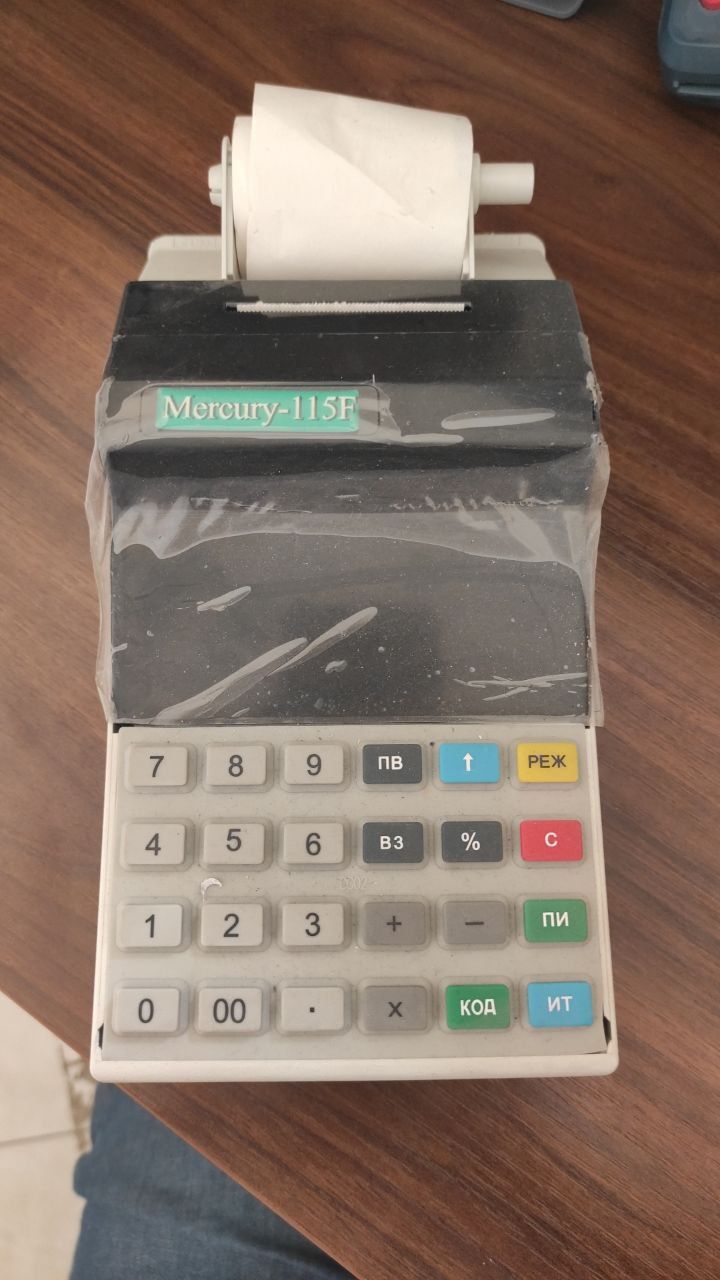 Mercury-115F
7 8 9 ПВ ↑ РЕЖ
4 5 6 ВЗ % С
1 2 3 + − ПИ
0 00 . X КОД ИТ